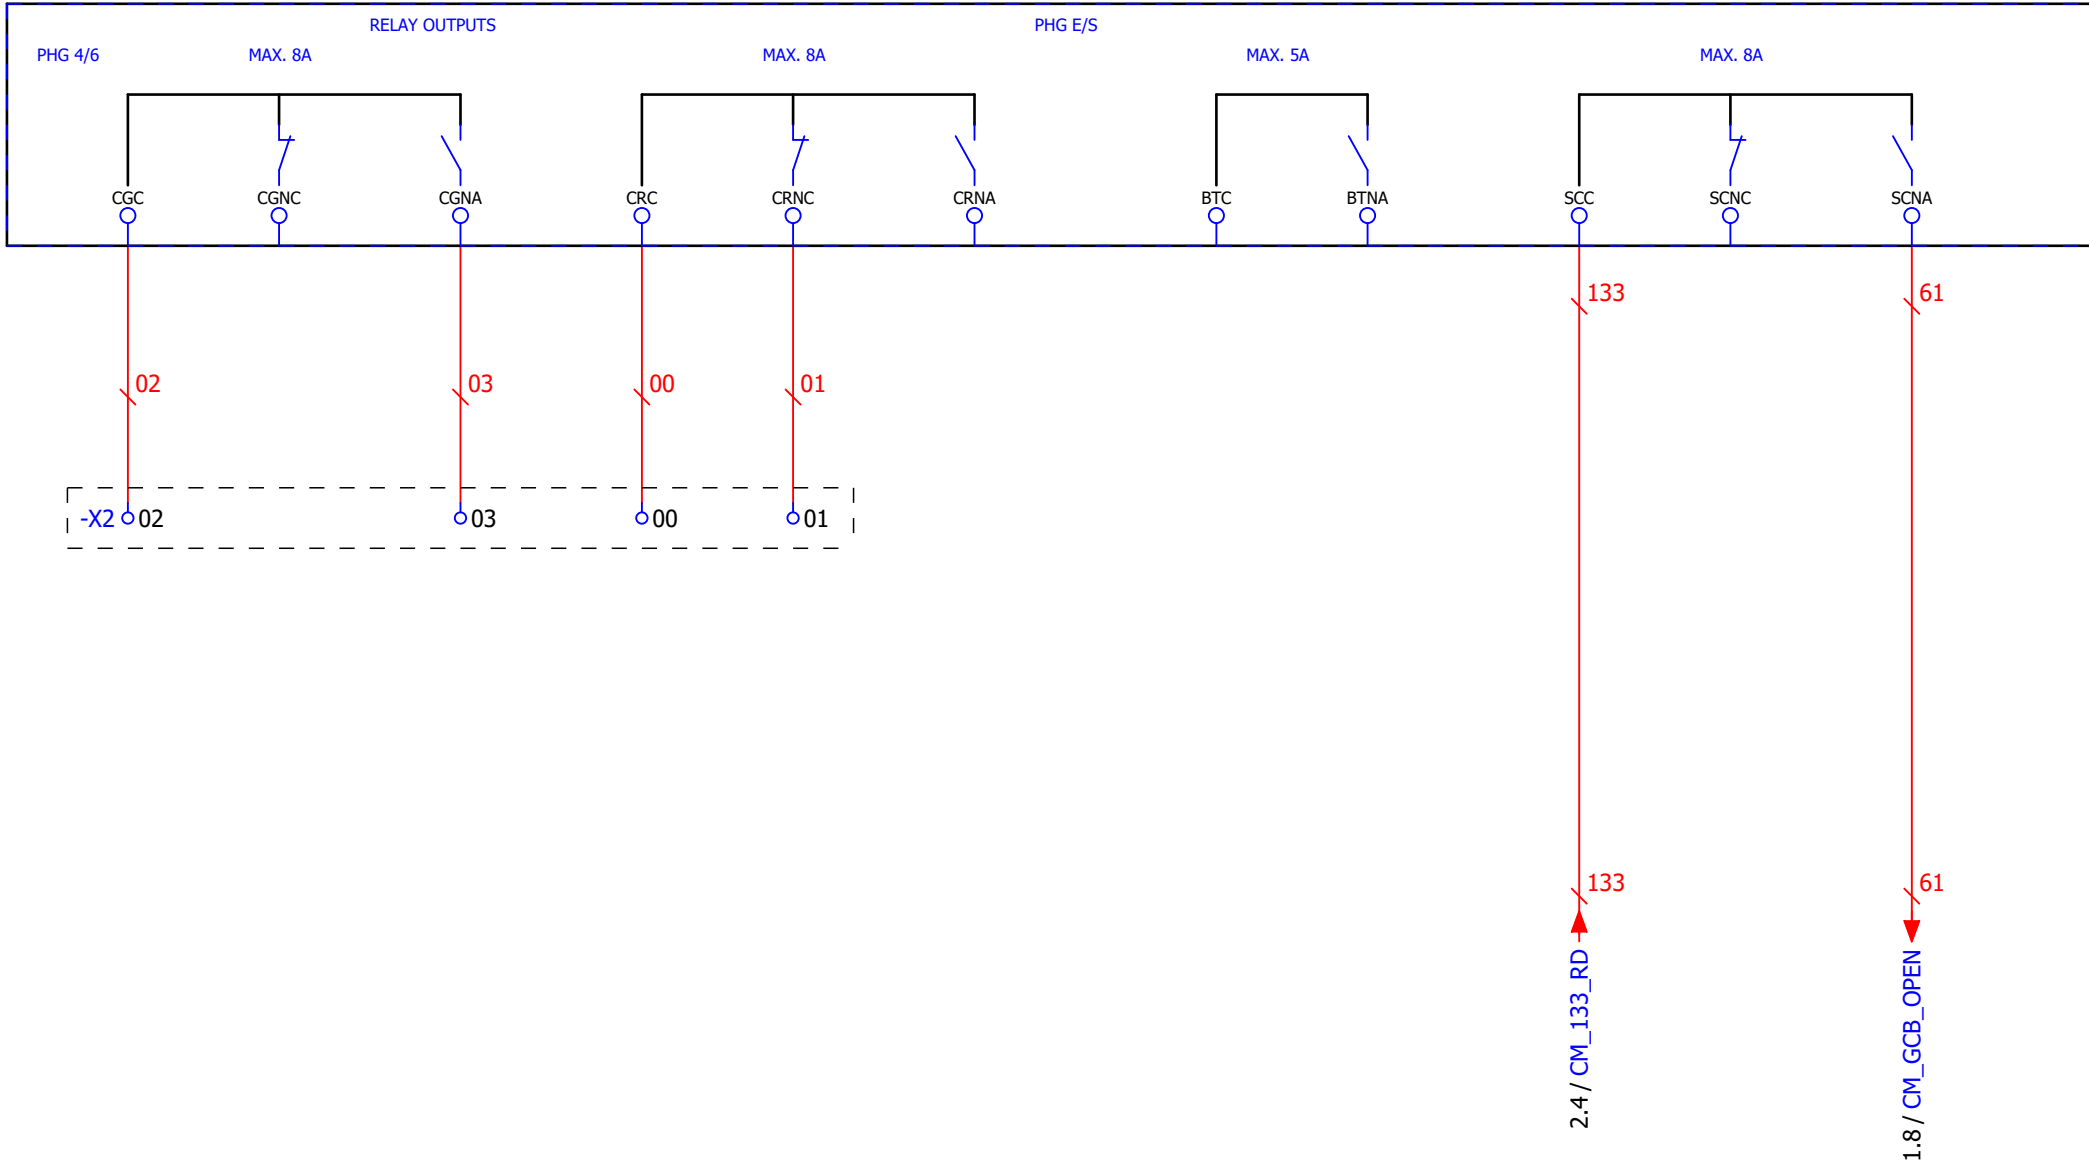 RELAY OUTPUTS PHG E/S
PHG 4/6 MAX. 8A MAX. 8A MAX. 5A MAX. 8A
CGC CGNC CGNA CRC CRNC CRNA BTC BTNA SCC SCNC SCNA
133 61
02 03 00 01
-X2 02 03 00 01
133 61
2.4 / CM_133_RD
1.8 / CM_GCB_OPEN